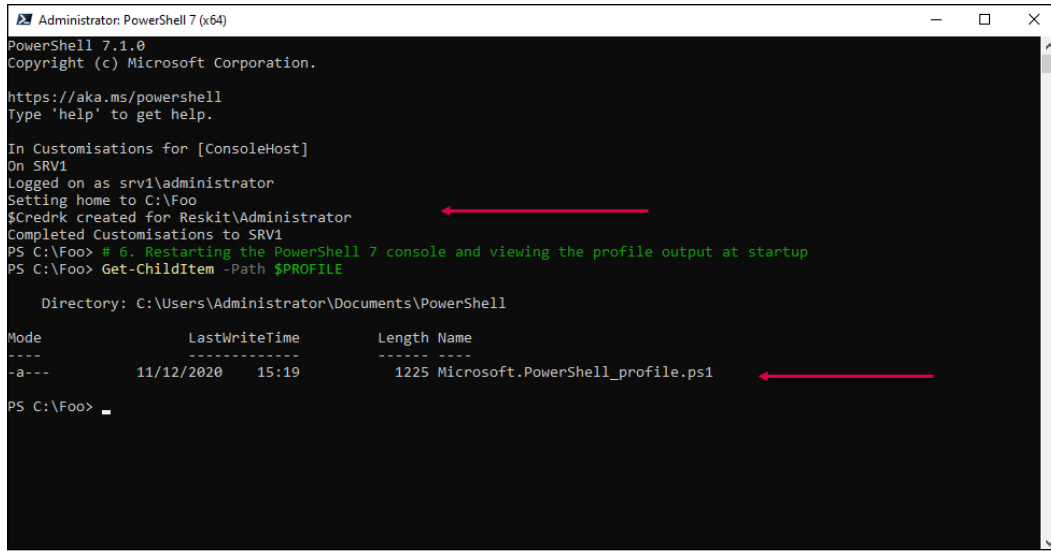 Administrator: PowerShell 7 (x64)
PowerShell 7.1.0
Copyright (c) Microsoft Corporation.
https://aka.ms/powershell
Type 'help' to get help.
In Customisations for [ConsoleHost]
On SRV1
Logged on as srv1\administrator
Setting home to C:\Foo
$Credrk created for Reskit\Administrator
Completed Customisations to SRV1
PS C:\Foo> # 6. Restarting the PowerShell 7 console and viewing the profile output at startup
PS C:\Foo> Get-ChildItem -Path $PROFILE
Directory: C:\Users\Administrator\Documents\PowerShell
Mode LastWriteTime Length Name
---- ------------- ------ ----
-a--- 11/12/2020 15:19 1225 Microsoft.PowerShell_profile.ps1
PS C:\Foo>